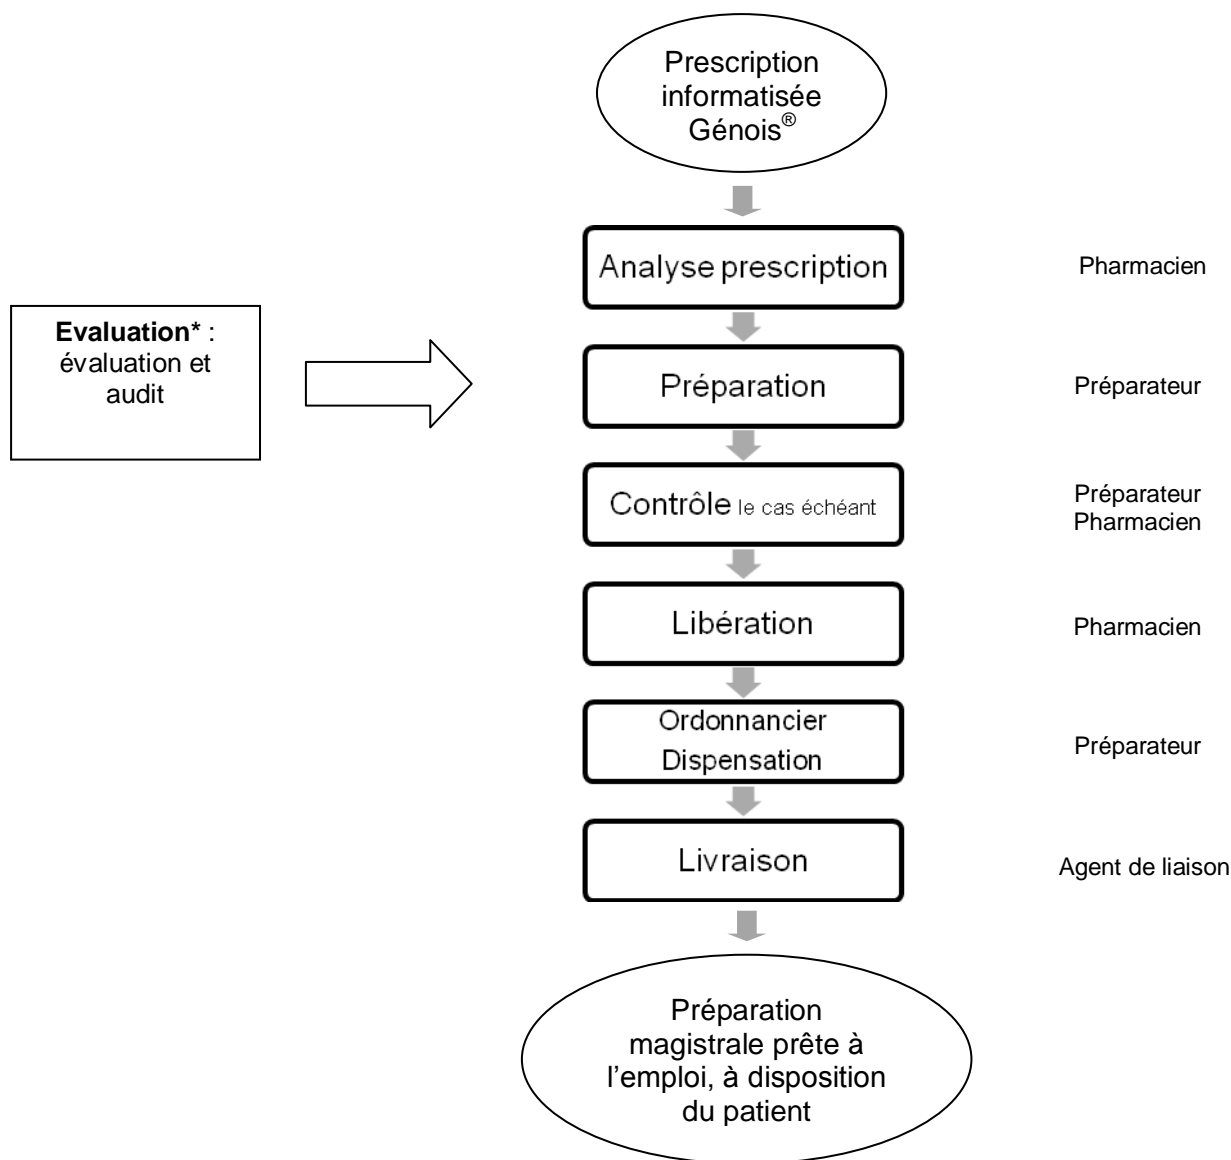 Prescription
informatisée
Génois®
Analyse prescription
Pharmacien
Evaluation* :
évaluation et
audit
Préparation
Préparateur
Contrôle le cas échéant
Préparateur
Pharmacien
Libération
Pharmacien
Ordonnancier
Dispensation
Préparateur
Livraison
Agent de liaison
Préparation
magistrale prête à
l’emploi, à disposition
du patient